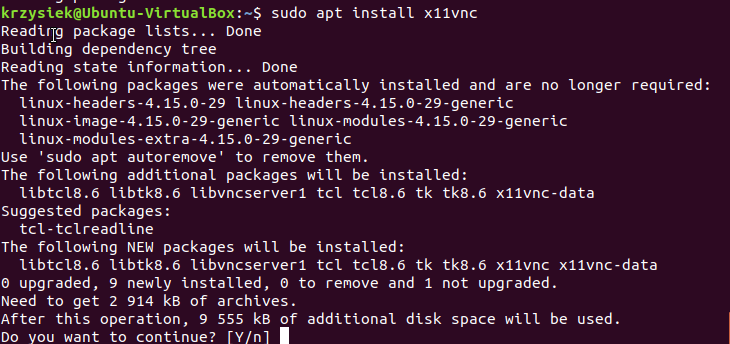 krzysiek@Ubuntu-VirtualBox:~$ sudo apt install x11vnc
Reading package lists... Done
Building dependency tree
Reading state information... Done
The following packages were automatically installed and are no longer required:
  linux-headers-4.15.0-29 linux-headers-4.15.0-29-generic
  linux-image-4.15.0-29-generic linux-modules-4.15.0-29-generic
  linux-modules-extra-4.15.0-29-generic
Use 'sudo apt autoremove' to remove them.
The following additional packages will be installed:
  libtcl8.6 libtk8.6 libvncserver1 tcl tcl8.6 tk tk8.6 x11vnc-data
Suggested packages:
  tcl-tclreadline
The following NEW packages will be installed:
  libtcl8.6 libtk8.6 libvncserver1 tcl tcl8.6 tk tk8.6 x11vnc x11vnc-data
0 upgraded, 9 newly installed, 0 to remove and 1 not upgraded.
Need to get 2 914 kB of archives.
After this operation, 9 555 kB of additional disk space will be used.
Do you want to continue? [Y/n]